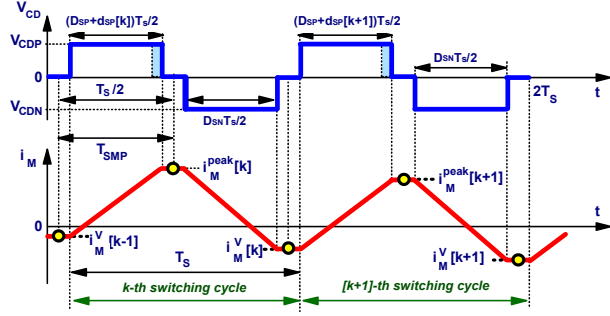 V_CD (D_SP+d_SP[k])T_S/2 (D_SP+d_SP[k+1])T_S/2
V_CDP
D_SN T_S/2
0 t
T_S/2 2T_S
V_CDN D_SN T_S/2
T_SMP
i_M i_M^peak[k] i_M^peak[k+1]
0 t
i_M^V[k-1] i_M^V[k] i_M^V[k+1]
T_S
k-th switching cycle [k+1]-th switching cycle